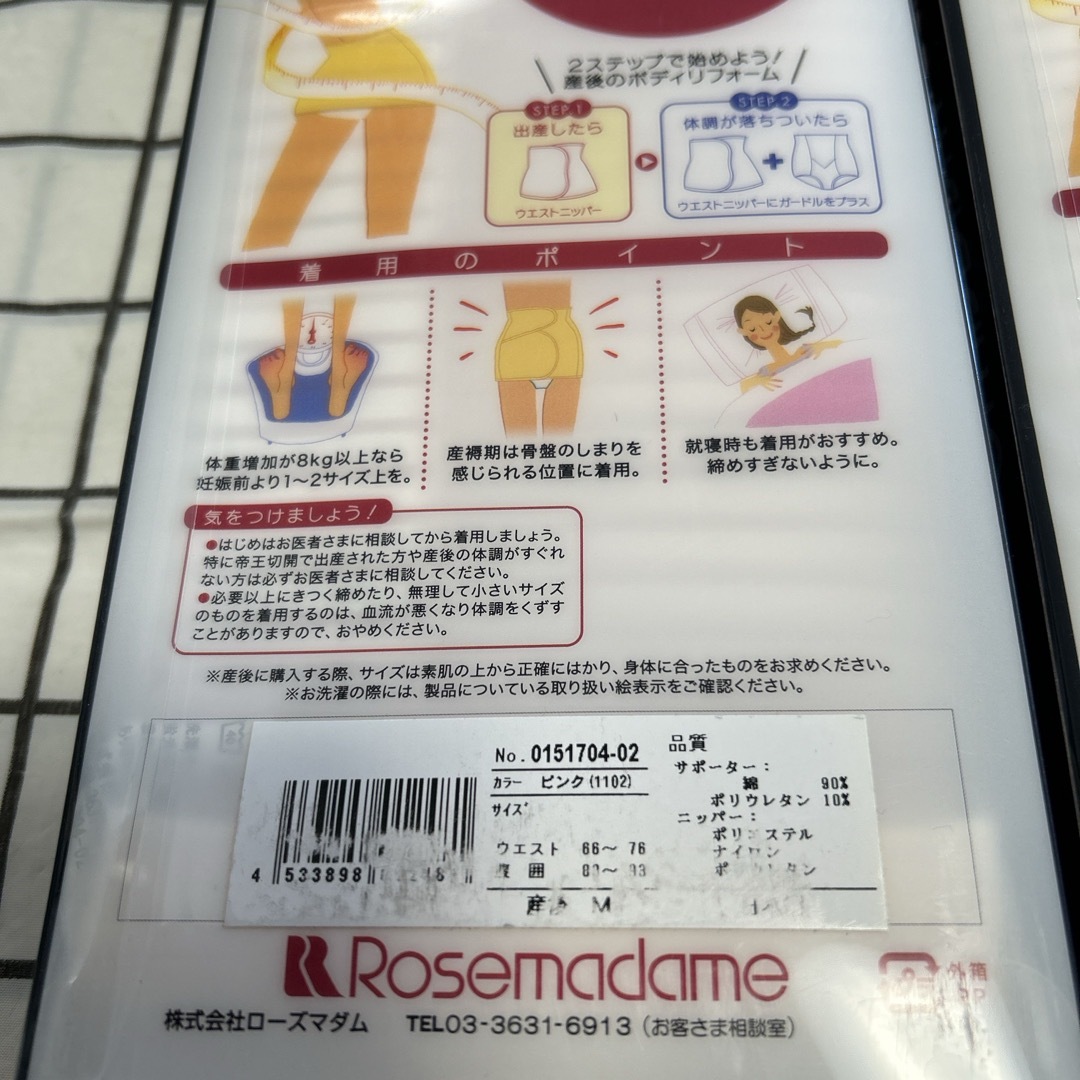 2ステップで始めよう!
産後のボディリフォーム
STEP 1
出産したら
ウエストニッパー
STEP 2
体調が落ちついたら
ウエストニッパーにガードルをプラス
着用のポイント
体重増加が8kg以上なら
妊娠前より1〜2サイズ上を。
産褥期は骨盤のしまりを
感じられる位置に着用。
就寝時も着用がおすすめ。
締めすぎないように。
気をつけましょう!
●はじめはお医者さまに相談してから着用しましょう。
特に帝王切開で出産された方や産後の体調がすぐれ
ない方は必ずお医者さまに相談してください。
●必要以上にきつく締めたり、無理して小さいサイズ
のものを着用するのは、血流が悪くなり体調をくずす
ことがありますので、おやめください。
※産後に購入する際、サイズは素肌の上から正確にはかり、身体に合ったものをお求めください。
※お洗濯の際には、製品についている取り扱い絵表示をご確認ください。
No. 0151704-02
カラー ピンク(1102)
サイズ
ウエスト 66〜 76
囲
M
4 533898
品質
サポーター:
綿 90%
ポリウレタン 10%
ニッパー:
ポリエステル
ナイロン
ポリウレタン
Rosemadame
株式会社ローズマダム TEL03-3631-6913(お客さま相談室)
外箱